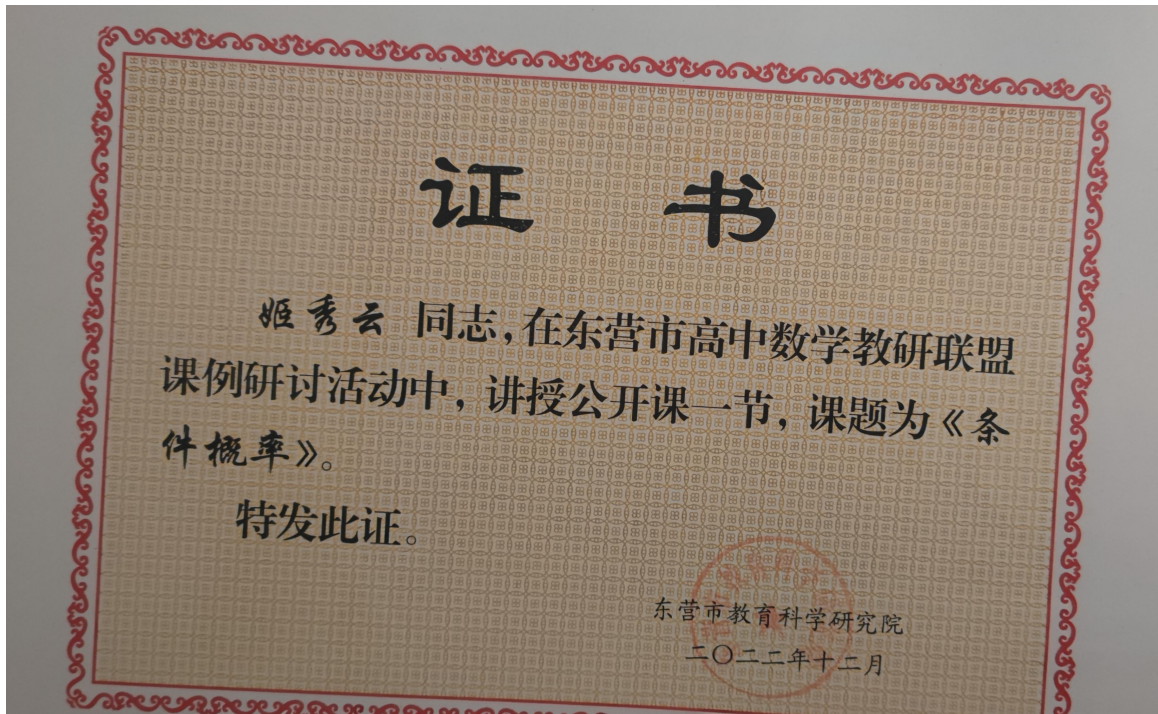 证 书
姬秀云 同志，在东营市高中数学教研联盟
课例研讨活动中，讲授公开课一节，课题为《条
件概率》。
特发此证。
东营市教育科学研究院
二〇二二年十二月